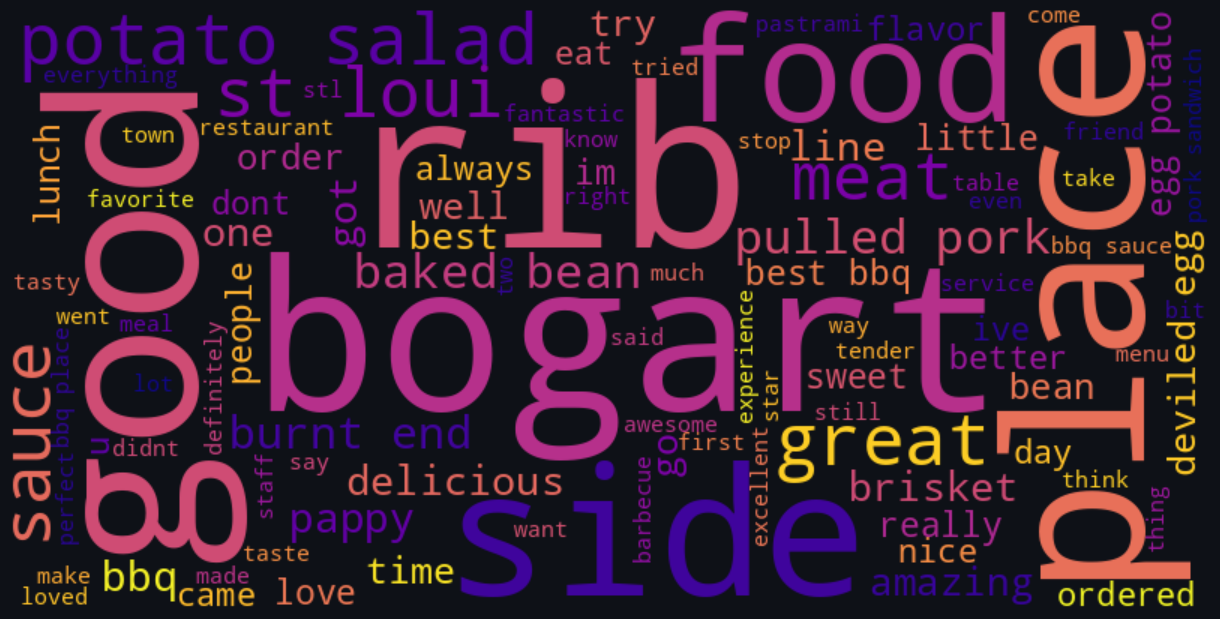 potato salad
try
pastrami
flavor
come
everything
eat
tried
food
st
stl
loui
fantastic
place
egg potato
pork sandwich
good
town
restaurant
rib
know
stop
line
little
friend
lunch
order
always
im
right
meat
table
even
take
favorite
dont
got
well
one
best
pulled pork
bbq sauce
tasty
people
baked bean
two
much
best bbq
service
deviled egg
went
meal
bogart
said
experience
way
tender
ive
better
bit
menu
sauce
bbq place
lot
definitely
sweet
bean
star
still
u
didnt
burnt end
awesome
go
first
great
day
perfect
staff
say
delicious
side
barbecue
excellent
brisket
think
thing
pappy
want
really
nice
taste
make
loved
bbq
made
came
love
time
amazing
ordered